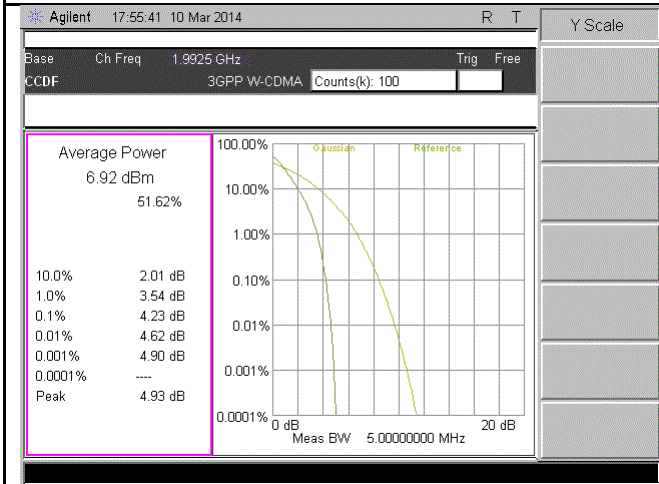 Agilent 17:55:41 10 Mar 2014 R T
Y Scale
Base Ch Freq 1.9925 GHz Trig Free
CCDF 3GPP W-CDMA Counts(k): 100
Average Power
6.92 dBm
51.62%
10.0% 2.01 dB
1.0% 3.54 dB
0.1% 4.23 dB
0.01% 4.62 dB
0.001% 4.90 dB
0.0001% ----
Peak 4.93 dB
Gaussian Reference
100.00%
10.00%
1.00%
0.10%
0.01%
0.001%
0.0001%
0 dB 20 dB
Meas BW 5.00000000 MHz